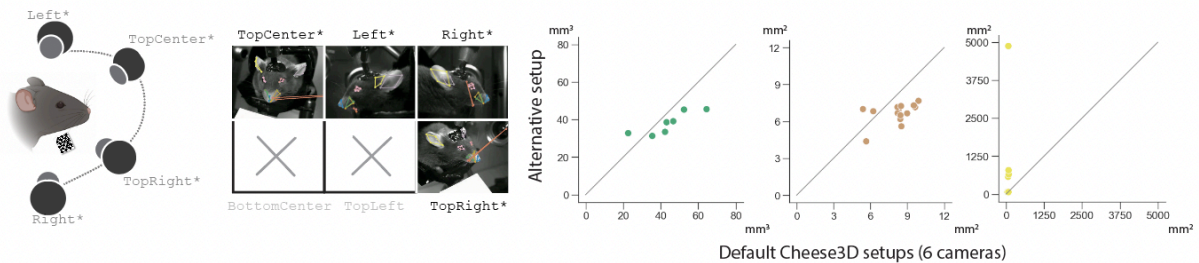 Left*
TopCenter*
TopRight*
Right*
TopCenter*
Left*
Right*
BottomCenter
TopLeft
TopRight*
Alternative setup
mm³
80
60
40
20
0
0
20
40
60
80
mm³
mm²
12
9
6
3
0
0
3
6
9
12
mm²
mm²
5000
3750
2500
1250
0
0
1250
2500
3750
5000
mm²
Default Cheese3D setups (6 cameras)